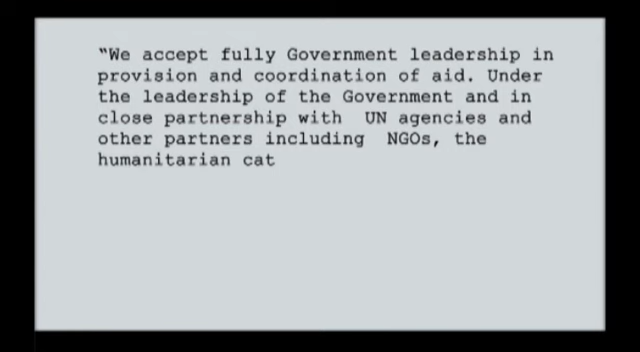 "We accept fully Government leadership in
provision and coordination of aid. Under
the leadership of the Government and in
close partnership with  UN agencies and
other partners including  NGOs, the
humanitarian cat